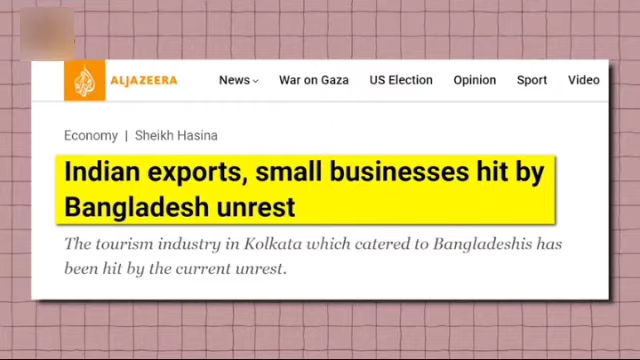 ALJAZEERA News War on Gaza US Election Opinion Sport Video
Economy | Sheikh Hasina
Indian exports, small businesses hit by
Bangladesh unrest
The tourism industry in Kolkata which catered to Bangladeshis has
been hit by the current unrest.